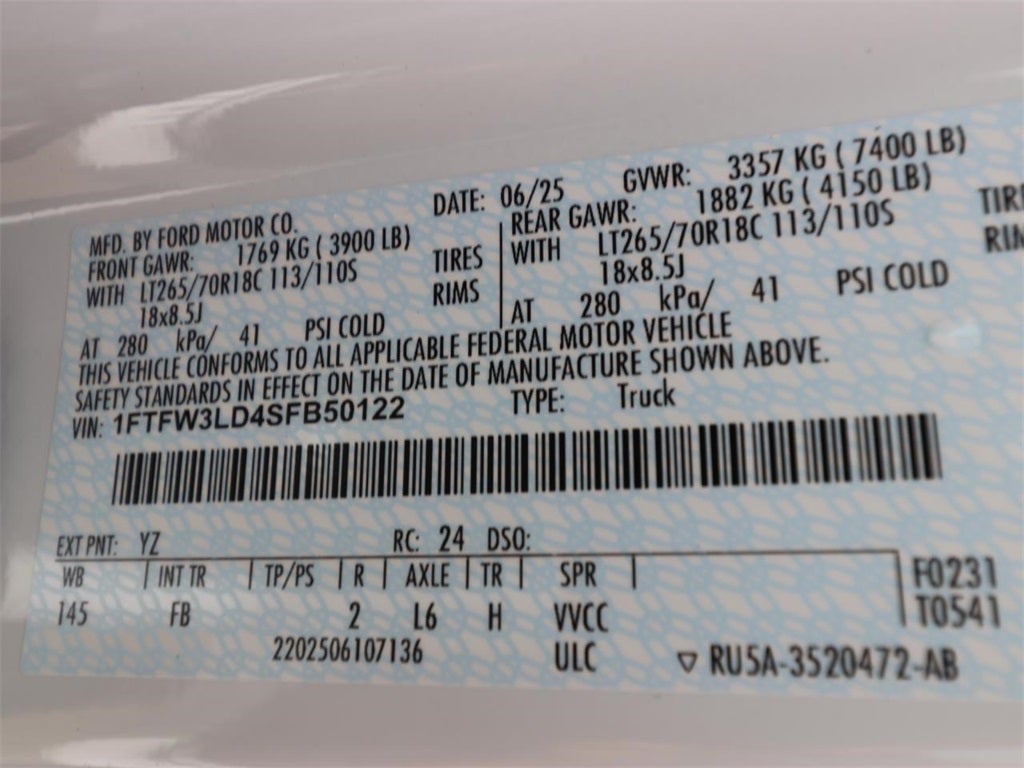 MFD. BY FORD MOTOR CO. DATE: 06/25 GVWR: 3357 KG ( 7400 LB)
FRONT GAWR: 1769 KG ( 3900 LB) REAR GAWR: 1882 KG ( 4150 LB)
WITH LT265/70R18C 113/110S TIRES WITH LT265/70R18C 113/110S TIRE
18x8.5J RIMS 18x8.5J RIM
AT 280 kPa/ 41 PSI COLD AT 280 kPa/ 41 PSI COLD
THIS VEHICLE CONFORMS TO ALL APPLICABLE FEDERAL MOTOR VEHICLE
SAFETY STANDARDS IN EFFECT ON THE DATE OF MANUFACTURE SHOWN ABOVE.
VIN: 1FTFW3LD4SFB50122 TYPE: Truck
EXT PNT: YZ RC: 24 DSO:
WB | INT TR | TP/PS | R | AXLE | TR | SPR | F0231
145 FB 2 L6 H VVCC T0541
2202506107136 ULC ▽ RU5A-3520472-AB